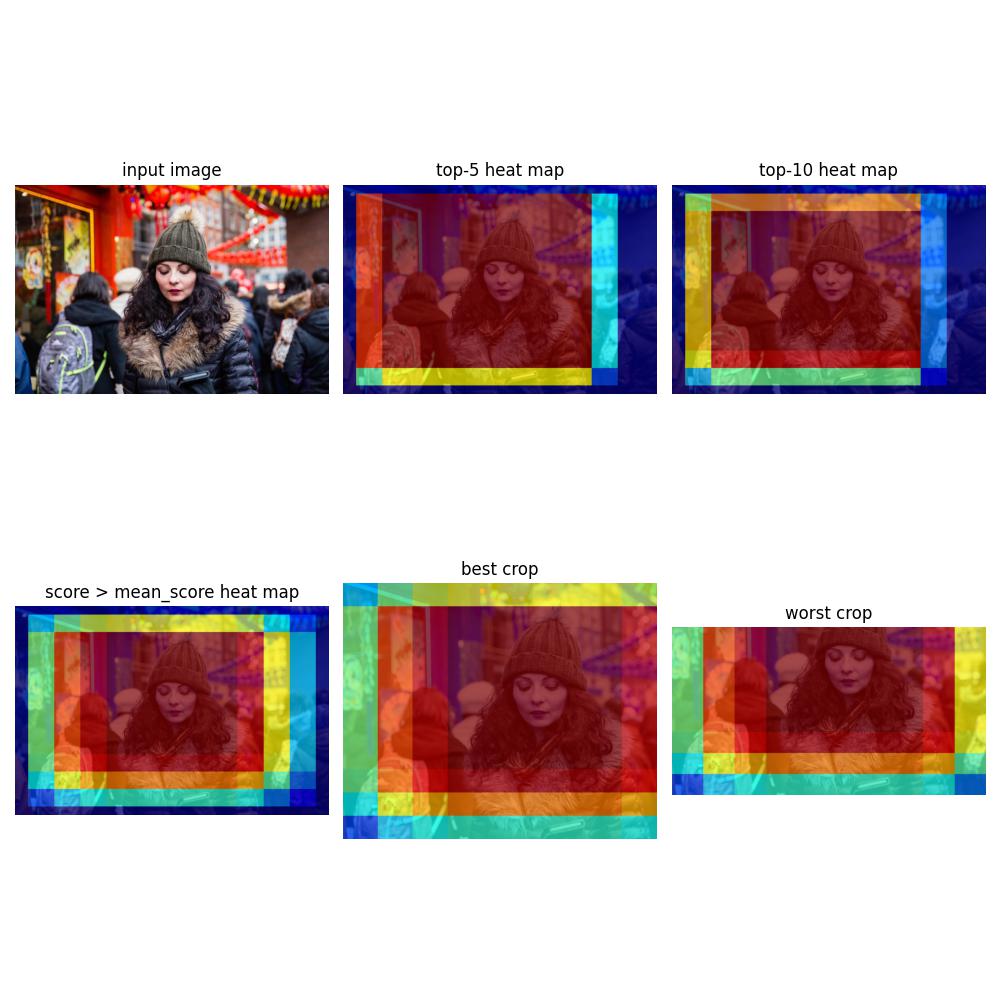 input image
top-5 heat map
top-10 heat map
score > mean_score heat map
best crop
worst crop